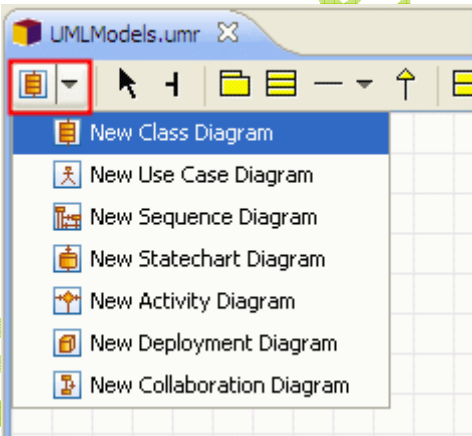 UMLModels.umr
New Class Diagram
New Use Case Diagram
New Sequence Diagram
New Statechart Diagram
New Activity Diagram
New Deployment Diagram
New Collaboration Diagram